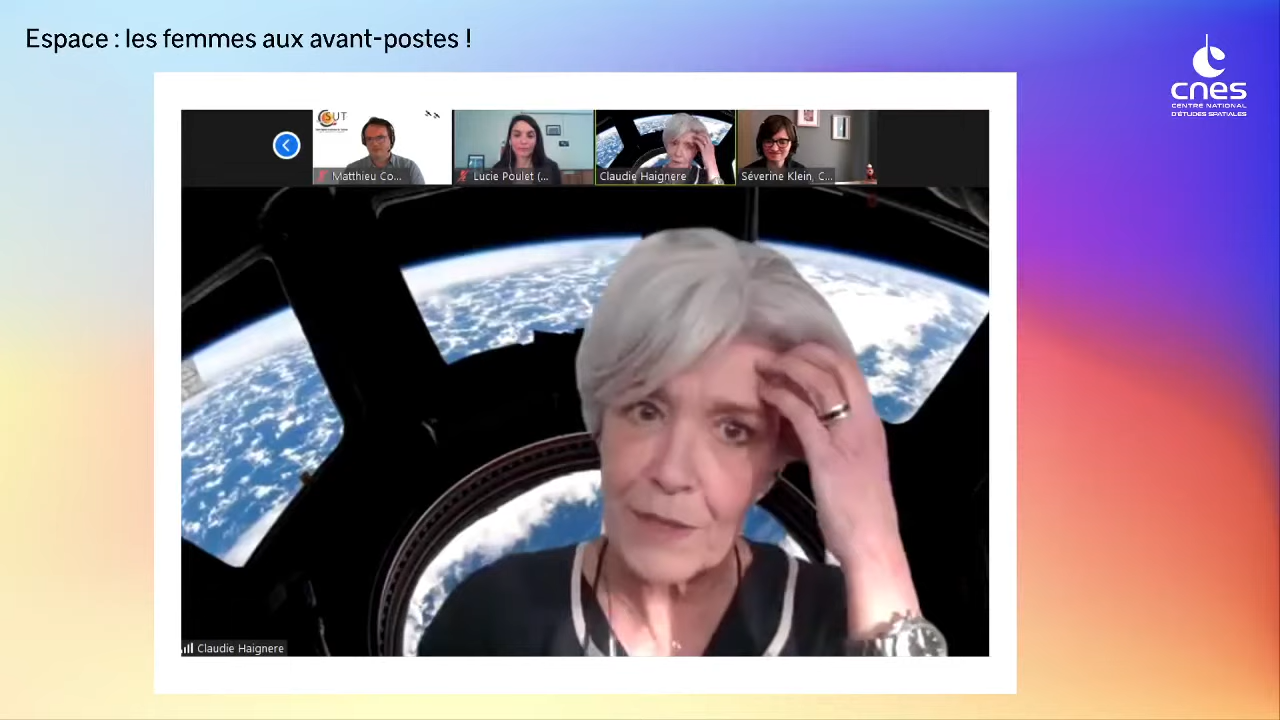 Espace : les femmes aux avant-postes !
cnes
CENTRE NATIONAL
D'ÉTUDES SPATIALES
SUT
Matthieu Co...
Lucie Poulet (...
Claudie Haignere
Séverine Klein, C...
Claudie Haignere